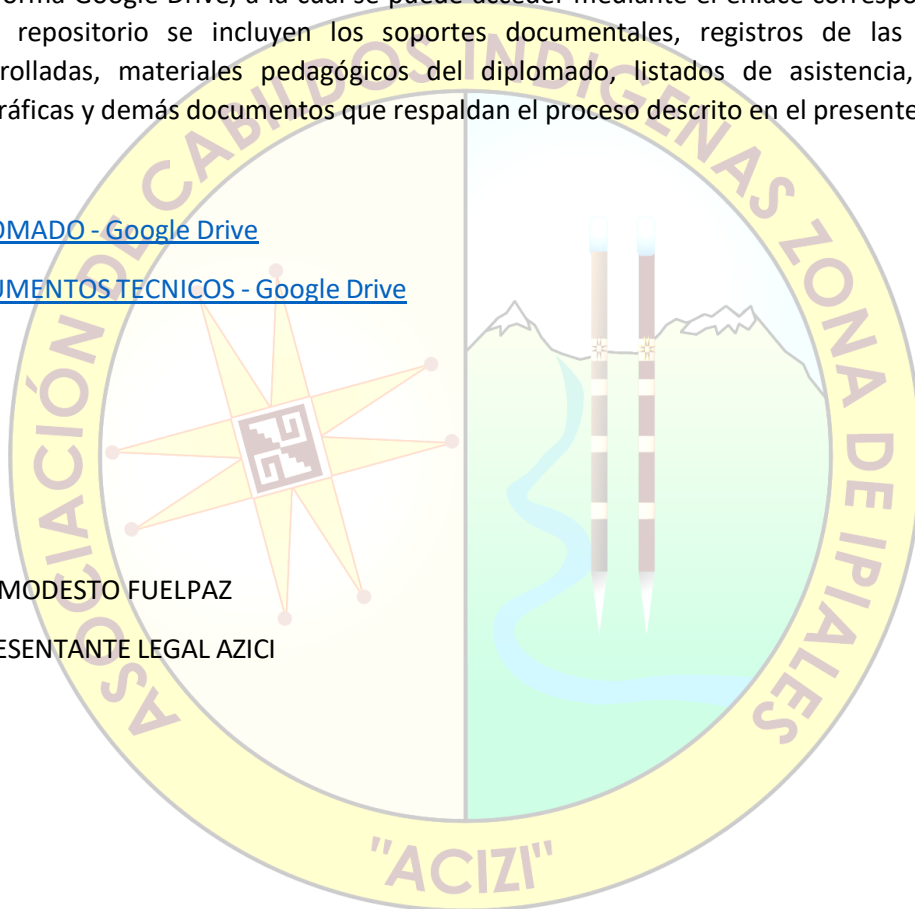 orma Google Drive, a la cual se puede acceder mediante el enlace correspo
repositorio se incluyen los soportes documentales, registros de las
rolladas, materiales pedagógicos del diplomado, listados de asistencia,
ráficas y demás documentos que respaldan el proceso descrito en el presente
OMADO - Google Drive
UMENTOS TECNICOS - Google Drive
MODESTO FUELPAZ
ESENTANTE LEGAL AZICI
ASOCIACIÓN DE CABILDOS INDIGENAS ZONA DE IPIALES
"ACIZI"